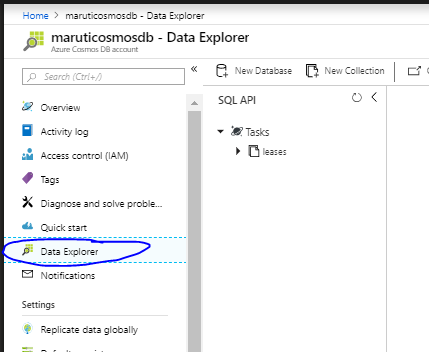 Home > maruticosmosdb - Data Explorer
maruticosmosdb - Data Explorer
Azure Cosmos DB account
Search (Ctrl+/)
Overview
Activity log
Access control (IAM)
Tags
Diagnose and solve proble...
Quick start
Data Explorer
Notifications
Settings
Replicate data globally
New Database
New Collection
SQL API
Tasks
leases